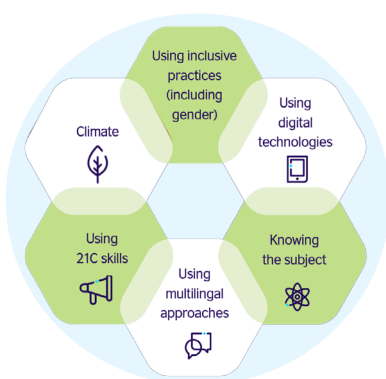 Using inclusive
practices
(including
gender)
Using
digital
technologies
Knowing
the subject
Using
multilingal
approaches
Using
21C skills
Climate